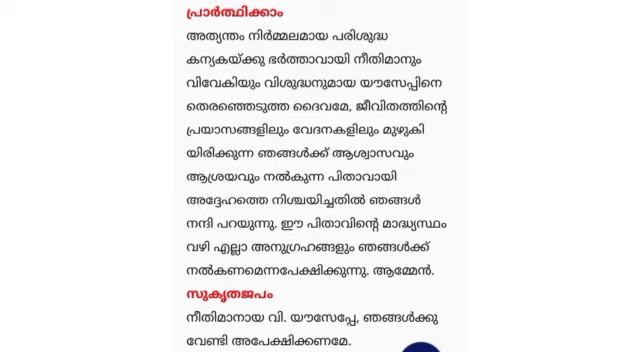 പ്രാർത്ഥിക്കാം
അത്യന്തം നിർമ്മലമായ പരിശുദ്ധ
കന്യകയ്ക്കു ഭർത്താവായി നീതിമാനും
വിവേകിയും വിശുദ്ധനുമായ യൗസേപ്പിനെ
തെരഞ്ഞെടുത്ത ദൈവമേ, ജീവിതത്തിന്റെ
പ്രയാസങ്ങളിലും വേദനകളിലും മുഴുകി
യിരിക്കുന്ന ഞങ്ങൾക്ക് ആശ്വാസവും
ആശ്രയവും നൽകുന്ന പിതാവായി
അദ്ദേഹത്തെ നിശ്ചയിച്ചതിൽ ഞങ്ങൾ
നന്ദി പറയുന്നു. ഈ പിതാവിന്റെ മാദ്ധ്യസ്ഥം
വഴി എല്ലാ അനുഗ്രഹങ്ങളും ഞങ്ങൾക്ക്
നൽകണമെന്നപേക്ഷിക്കുന്നു. ആമ്മേൻ.
സുകൃതജപം
നീതിമാനായ വി. യൗസേപ്പേ, ഞങ്ങൾക്കു
വേണ്ടി അപേക്ഷിക്കണമേ.